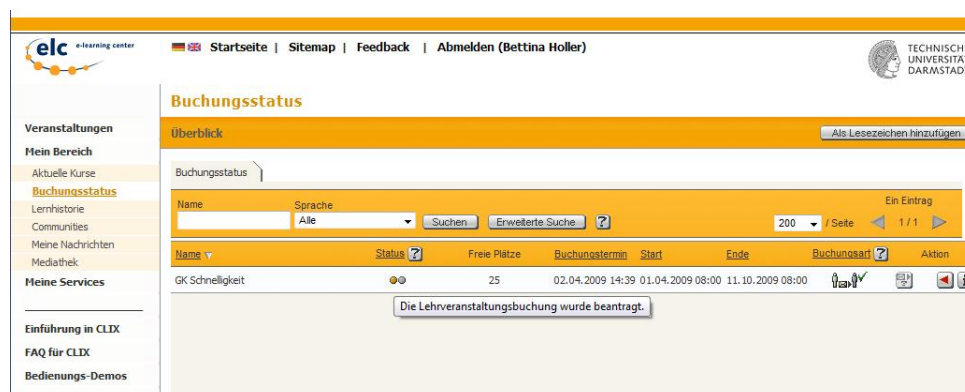 elc e-learning center
Startseite | Sitemap | Feedback | Abmelden (Bettina Holler)
TECHNISCH
UNIVERSITÄT
DARMSTADT
Buchungsstatus
Veranstaltungen
Mein Bereich
Aktuelle Kurse
Buchungsstatus
Lernhistorie
Communities
Meine Nachrichten
Mediathek
Meine Services
Einführung in CLIX
FAQ für CLIX
Bedienungs-Demos
Überblick
Als Lesezeichen hinzufügen
Buchungsstatus
Name Sprache Ein Eintrag
Alle Suchen Erweiterte Suche ? 200 / Seite 1/1
Name Status ? Freie Plätze Buchungstermin Start Ende Buchungsart ? Aktion
GK Schnelligkeit 25 02.04.2009 14:39 01.04.2009 08:00 11.10.2009 08:00
Die Lehrveranstaltungsbuchung wurde beantragt.